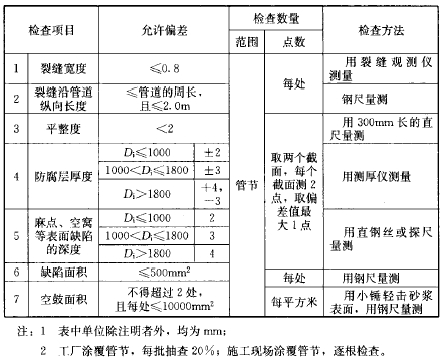 检查项目 允许偏差 检查数量 检查方法
范围 点数
1 裂缝宽度 ≤0.8 管节 每处 用裂缝观测仪测量
2 裂缝沿管道纵向长度 ≤管道的周长，且≤2.0m 钢尺量测
3 平整度 <2 取两个截面，每个截面测2点，取偏差值最大1点 用300mm长的直尺量测
4 防腐层厚度 Di≤1000 ±2 用测厚仪测量
1000<Di≤1800 ±3
Di>1800 +4，-3
5 麻点、空窝等表面缺陷的深度 Di≤1000 2 用直钢丝或探尺量测
1000<Di≤1800 3
Di>1800 4
6 缺陷面积 ≤500mm² 每处 用钢尺量测
7 空鼓面积 不得超过2处，且每处≤10000mm² 每平方米 用小锤轻击砂浆表面，用钢尺量测
注：1 表中单位除注明者外，均为mm；
2 工厂涂覆管节，每批抽查20%；施工现场涂覆管节，逐根检查。